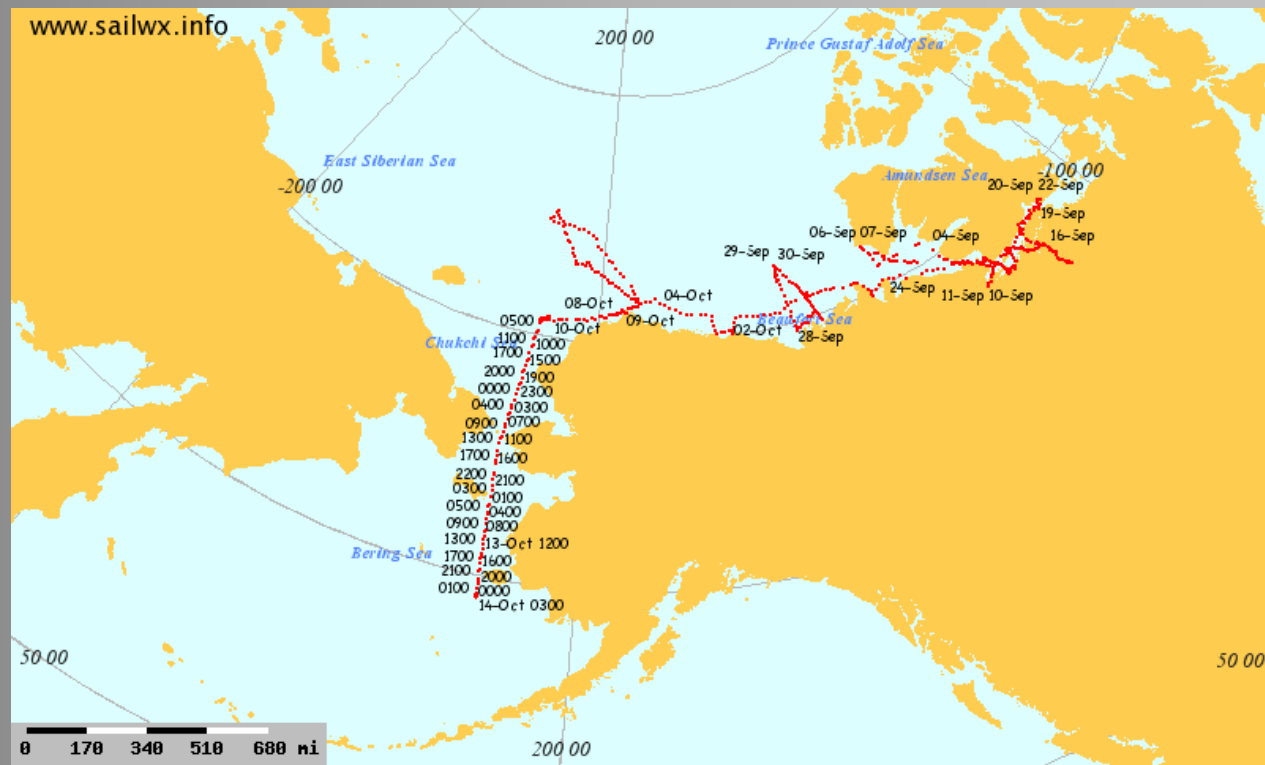 www.sailwx.info
200 00
Prince Gustaf Adolf Sea
East Siberian Sea
-200 00
Amundsen Sea
-100 00
20-Sep 22-Sep
19-Sep
16-Sep
06-Sep 07-Sep
04-Sep
29-Sep 30-Sep
24-Sep
11-Sep 10-Sep
08-Oct
04-Oct
0500
10-Oct
09-Oct
02-Oct
Beaufort Sea
28-Sep
Chukchi Sea
1100
1000
1700
1500
2000
1900
0000
2300
0400
0300
0900
0700
1300
1100
1700
1600
2200
2100
0300
0100
0500
0400
0900
0800
1300
13-Oct 1200
Bering Sea
1700
1600
2100
2000
0100
0000
14-Oct 0300
50 00
50 00
200 00
0 170 340 510 680 mi